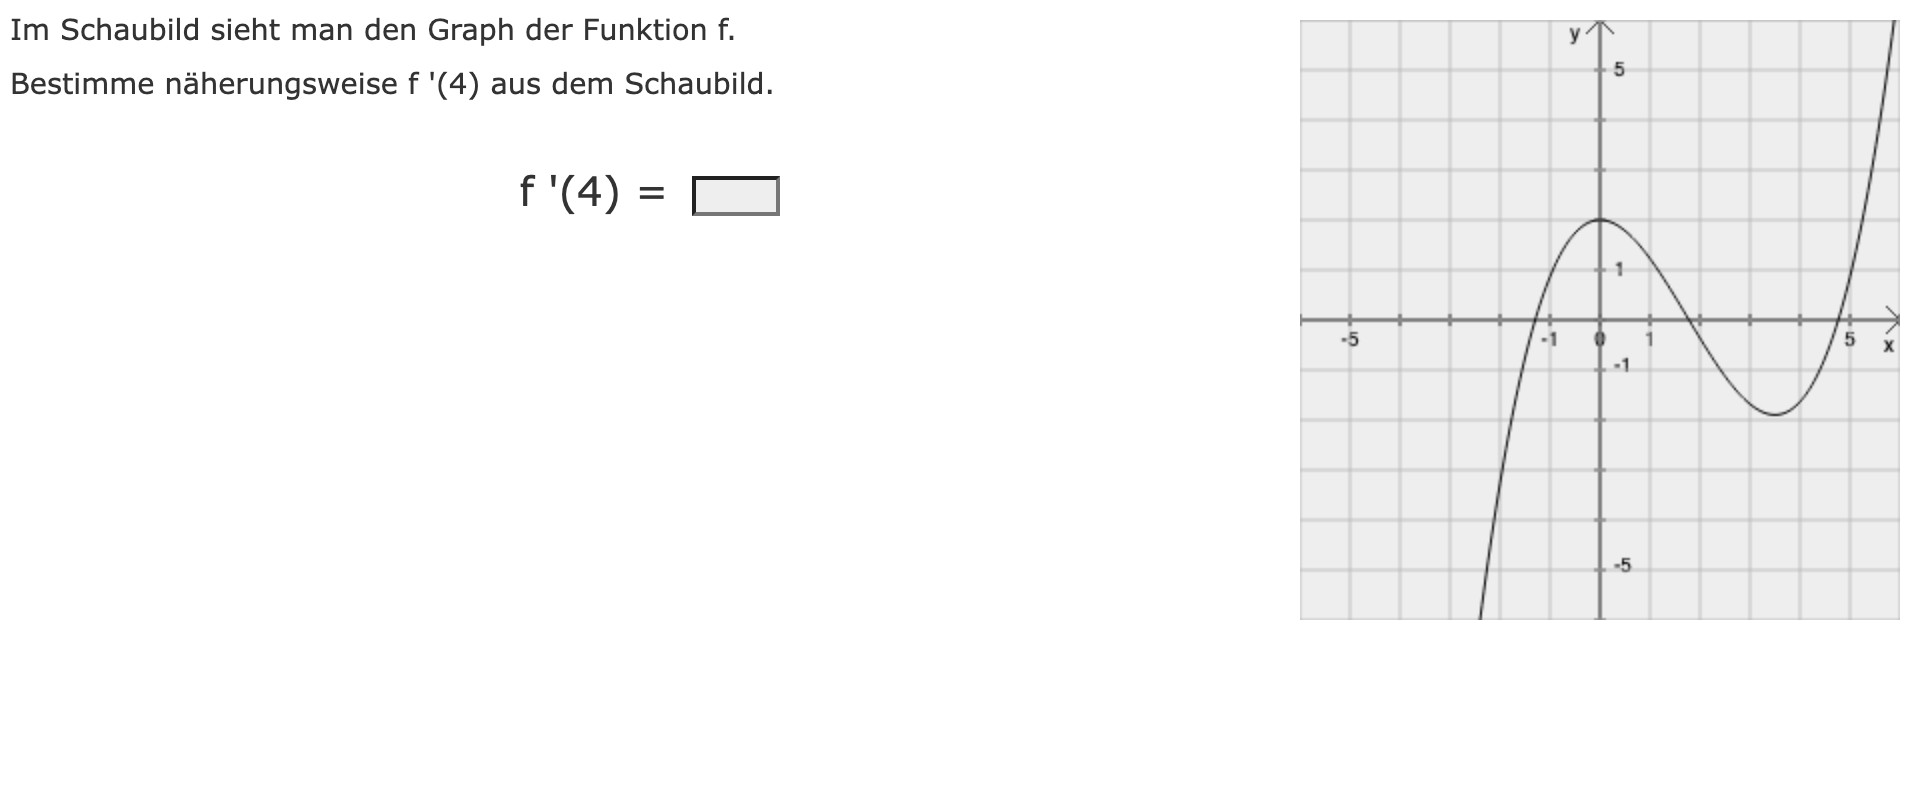 Im Schaubild sieht man den Graph der Funktion f.
Bestimme näherungsweise f '(4) aus dem Schaubild.
f '(4) =
y
5
1
-5 -1 0 1 5 x
-1
-5